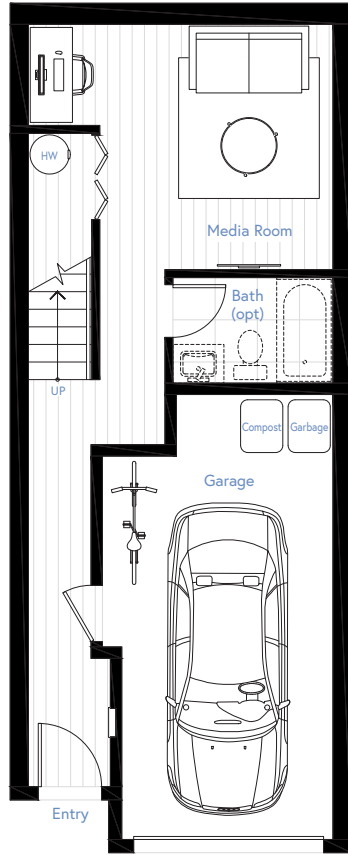 HW
Media Room
Bath
(opt)
UP
Compost
Garbage
Garage
Entry